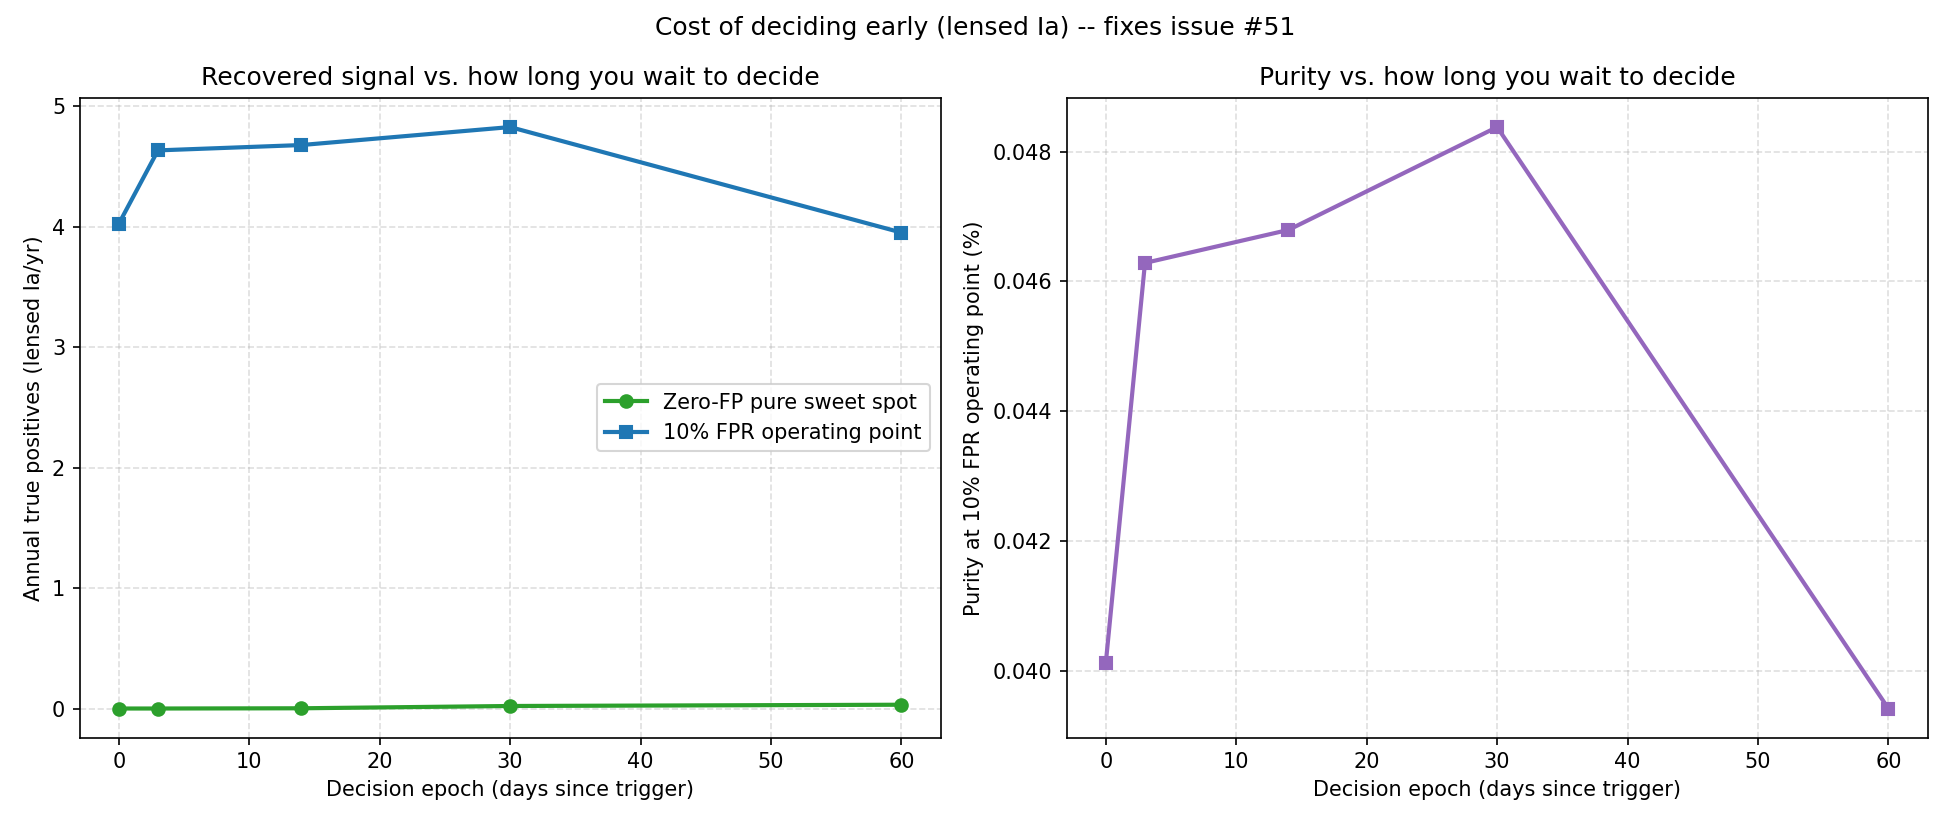 Cost of deciding early (lensed Ia) -- fixes issue #51
Recovered signal vs. how long you wait to decide
Annual true positives (lensed Ia/yr)
5
4
3
2
1
0
Zero-FP pure sweet spot
10% FPR operating point
0 10 20 30 40 50 60
Decision epoch (days since trigger)
Purity vs. how long you wait to decide
Purity at 10% FPR operating point (%)
0.048
0.046
0.044
0.042
0.040
0 10 20 30 40 50 60
Decision epoch (days since trigger)